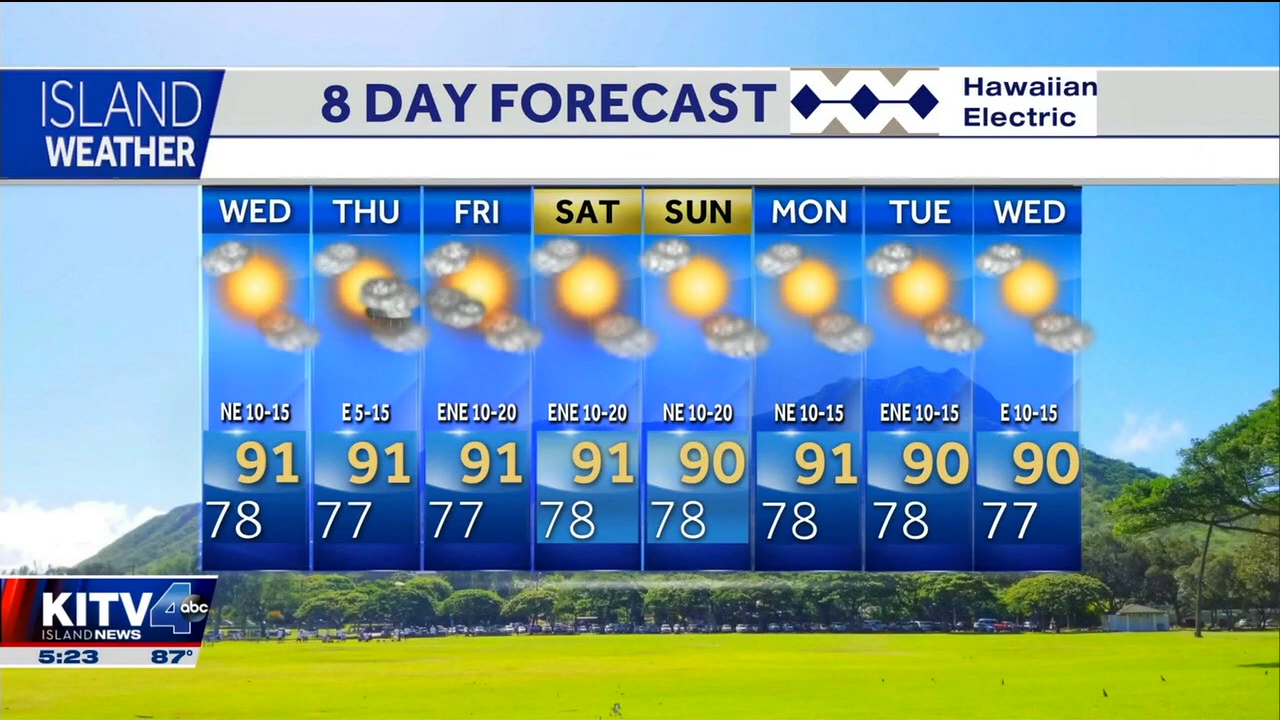 ISLAND
WEATHER
8 DAY FORECAST
Hawaiian
Electric
WED THU FRI SAT SUN MON TUE WED
NE 10-15 E 5-15 ENE 10-20 ENE 10-20 NE 10-20 NE 10-15 ENE 10-15 E 10-15
91 91 91 91 90 91 90 90
78 77 77 78 78 78 78 77
KITV4 abc
ISLAND NEWS
5:23 87°